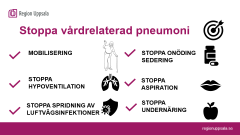 Region Uppsala
Stoppa vårdrelaterad pneumoni
MOBILISERING
STOPPA
HYPOVENTILATION
STOPPA SPRIDNING AV
LUFTVÄGSINFEKTIONER
STOPPA ONÖDIG
SEDERING
STOPPA
ASPIRATION
STOPPA
UNDERNÄRING
regionuppsala.se